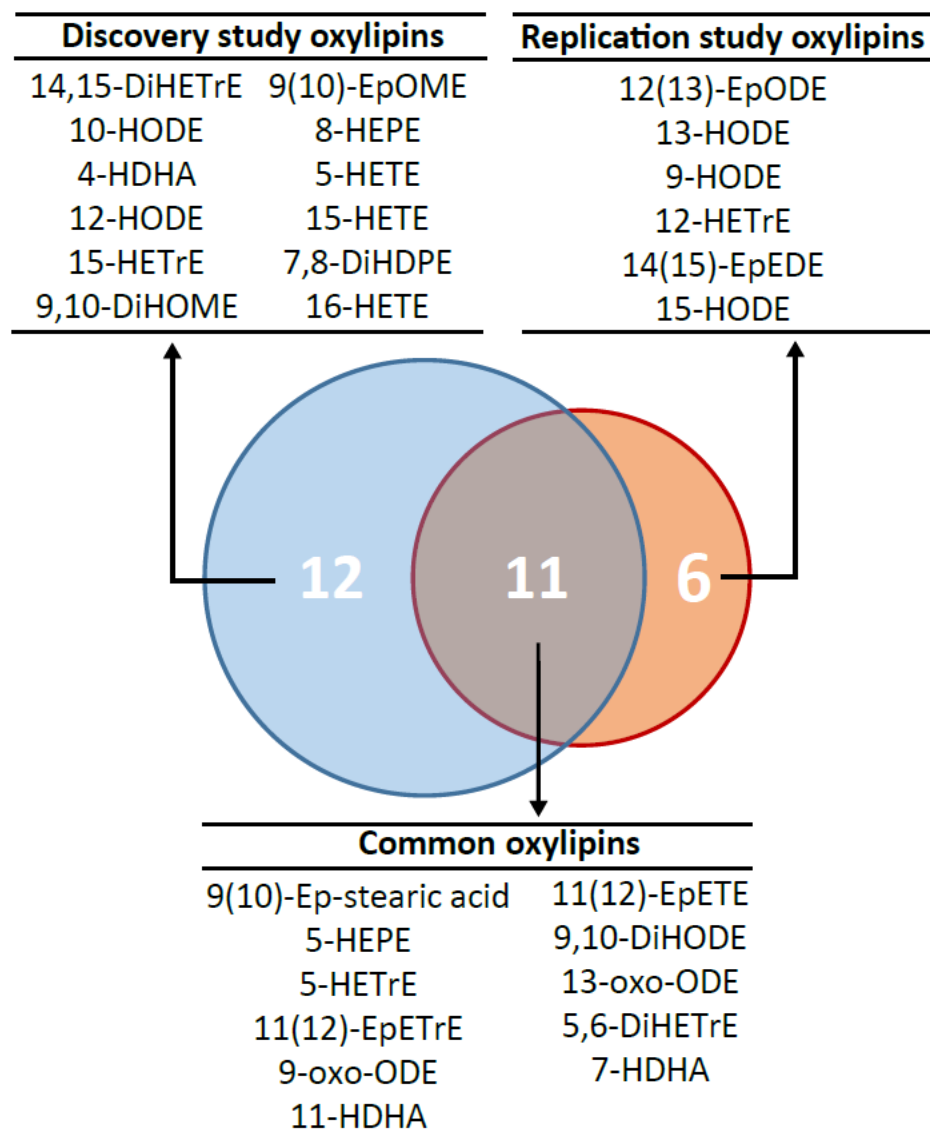 Discovery study oxylipins
14,15-DiHETrE 9(10)-EpOME
10-HODE 8-HEPE
4-HDHA 5-HETE
12-HODE 15-HETE
15-HETrE 7,8-DiHDPE
9,10-DiHOME 16-HETE
Replication study oxylipins
12(13)-EpODE
13-HODE
9-HODE
12-HETrE
14(15)-EpEDE
15-HODE
12 11 6
Common oxylipins
9(10)-Ep-stearic acid 11(12)-EpETE
5-HEPE 9,10-DiHODE
5-HETrE 13-oxo-ODE
11(12)-EpETrE 5,6-DiHETrE
9-oxo-ODE 7-HDHA
11-HDHA